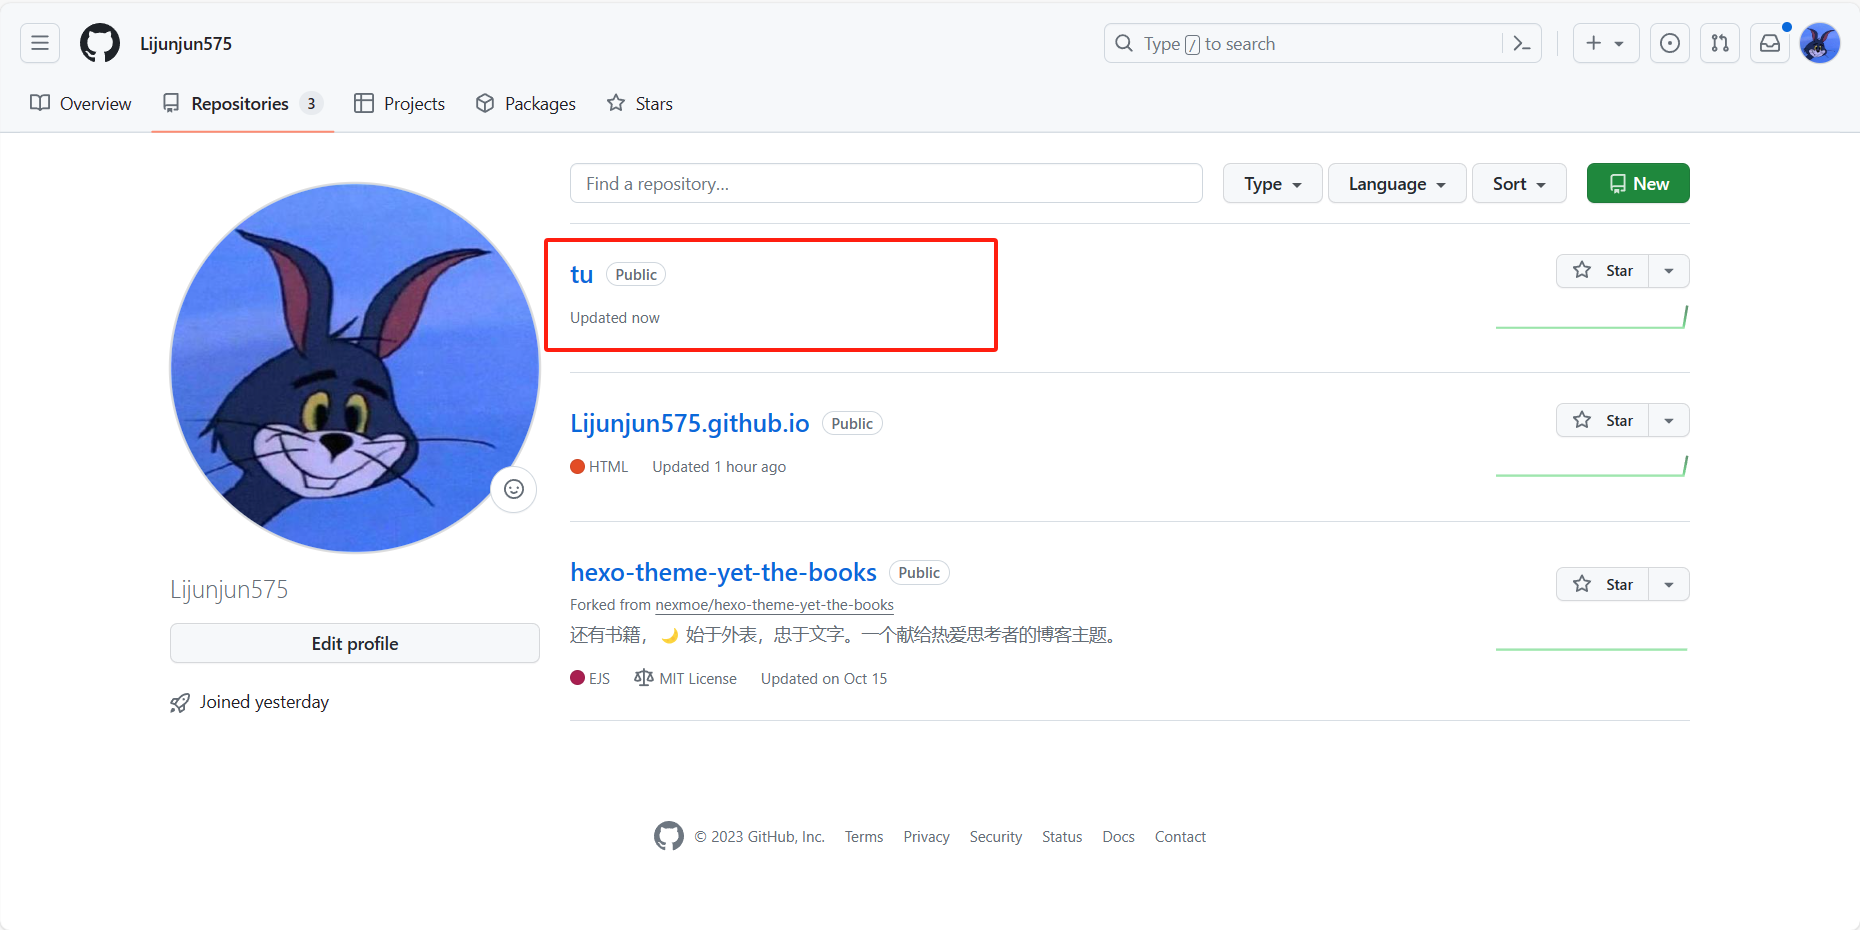 Lijunjun575
Type / to search
Overview
Repositories 3
Projects
Packages
Stars
Find a repository...
Type
Language
Sort
New
tu Public
Star
Updated now
Lijunjun575.github.io Public
Star
HTML Updated 1 hour ago
hexo-theme-yet-the-books Public
Star
Forked from nexmoe/hexo-theme-yet-the-books
还有书籍，🌙 始于外表，忠于文字。一个献给热爱思考者的博客主题。
EJS MIT License Updated on Oct 15
Lijunjun575
Edit profile
Joined yesterday
© 2023 GitHub, Inc. Terms Privacy Security Status Docs Contact